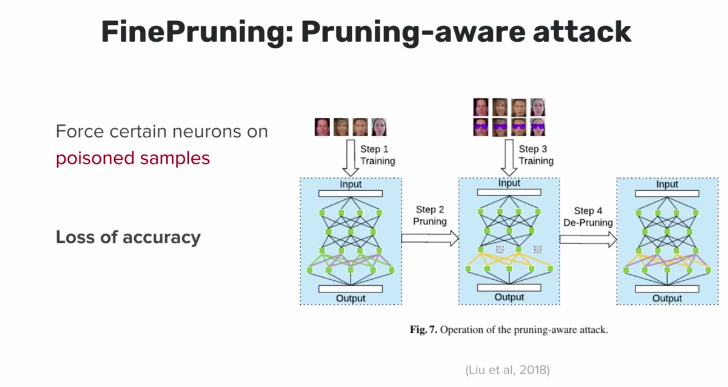 FinePruning: Pruning-aware attack
Force certain neurons on
poisoned samples
Loss of accuracy
Step 1
Training
Input
Output
Step 2
Pruning
Step 3
Training
Input
Output
Step 4
De-Pruning
Input
Output
Fig. 7. Operation of the pruning-aware attack.
(Liu et al, 2018)